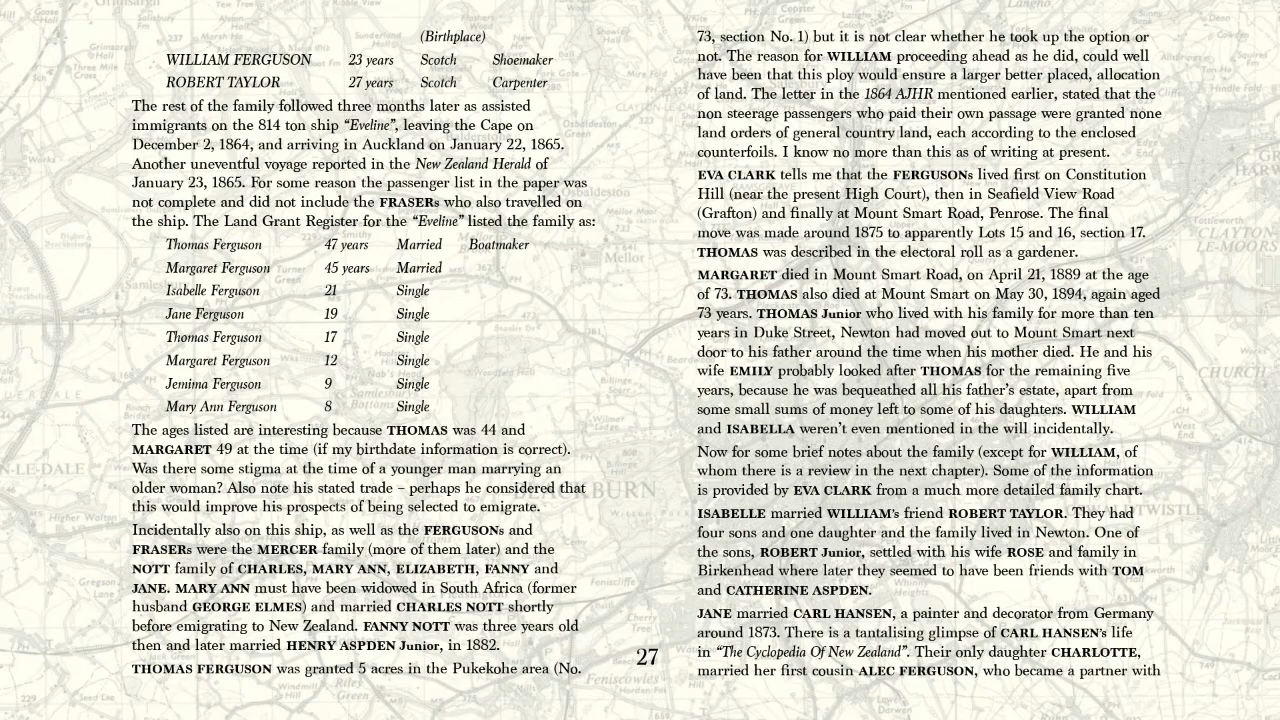 (Birthplace)
WILLIAM FERGUSON 23 years Scotch Shoemaker
ROBERT TAYLOR 27 years Scotch Carpenter
The rest of the family followed three months later as assisted
immigrants on the 814 ton ship “Eveline”, leaving the Cape on
December 2, 1864, and arriving in Auckland on January 22, 1865.
Another uneventful voyage reported in the New Zealand Herald of
January 23, 1865. For some reason the passenger list in the paper was
not complete and did not include the FRASERs who also travelled on
the ship. The Land Grant Register for the “Eveline” listed the family as:
Thomas Ferguson 47 years Married Boatmaker
Margaret Ferguson 45 years Married
Isabelle Ferguson 21 Single
Jane Ferguson 19 Single
Thomas Ferguson 17 Single
Margaret Ferguson 12 Single
Jemima Ferguson 9 Single
Mary Ann Ferguson 8 Single
The ages listed are interesting because THOMAS was 44 and
MARGARET 49 at the time (if my birthdate information is correct).
Was there some stigma at the time of a younger man marrying an
older woman? Also note his stated trade – perhaps he considered that
this would improve his prospects of being selected to emigrate.
Incidentally also on this ship, as well as the FERGUSONs and
FRASERs were the MERCER family (more of them later) and the
NOTT family of CHARLES, MARY ANN, ELIZABETH, FANNY and
JANE. MARY ANN must have been widowed in South Africa (former
husband GEORGE ELMES) and married CHARLES NOTT shortly
before emigrating to New Zealand. FANNY NOTT was three years old
then and later married HENRY ASPDEN Junior, in 1882.
THOMAS FERGUSON was granted 5 acres in the Pukekohe area (No.
27
73, section No. 1) but it is not clear whether he took up the option or
not. The reason for WILLIAM proceeding ahead as he did, could well
have been that this ploy would ensure a larger better placed, allocation
of land. The letter in the 1864 AJHR mentioned earlier, stated that the
non steerage passengers who paid their own passage were granted none
land orders of general country land, each according to the enclosed
counterfoils. I know no more than this as of writing at present.
EVA CLARK tells me that the FERGUSONs lived first on Constitution
Hill (near the present High Court), then in Seafield View Road
(Grafton) and finally at Mount Smart Road, Penrose. The final
move was made around 1875 to apparently Lots 15 and 16, section 17.
THOMAS was described in the electoral roll as a gardener.
MARGARET died in Mount Smart Road, on April 21, 1889 at the age
of 73. THOMAS also died at Mount Smart on May 30, 1894, again aged
73 years. THOMAS Junior who lived with his family for more than ten
years in Duke Street, Newton had moved out to Mount Smart next
door to his father around the time when his mother died. He and his
wife EMILY probably looked after THOMAS for the remaining five
years, because he was bequeathed all his father’s estate, apart from
some small sums of money left to some of his daughters. WILLIAM
and ISABELLA weren’t even mentioned in the will incidentally.
Now for some brief notes about the family (except for WILLIAM, of
whom there is a review in the next chapter). Some of the information
is provided by EVA CLARK from a much more detailed family chart.
ISABELLE married WILLIAM’s friend ROBERT TAYLOR. They had
four sons and one daughter and the family lived in Newton. One of
the sons, ROBERT Junior, settled with his wife ROSE and family in
Birkenhead where later they seemed to have been friends with TOM
and CATHERINE ASPDEN.
JANE married CARL HANSEN, a painter and decorator from Germany
around 1873. There is a tantalising glimpse of CARL HANSEN’s life
in “The Cyclopedia Of New Zealand”. Their only daughter CHARLOTTE,
married her first cousin ALEC FERGUSON, who became a partner with